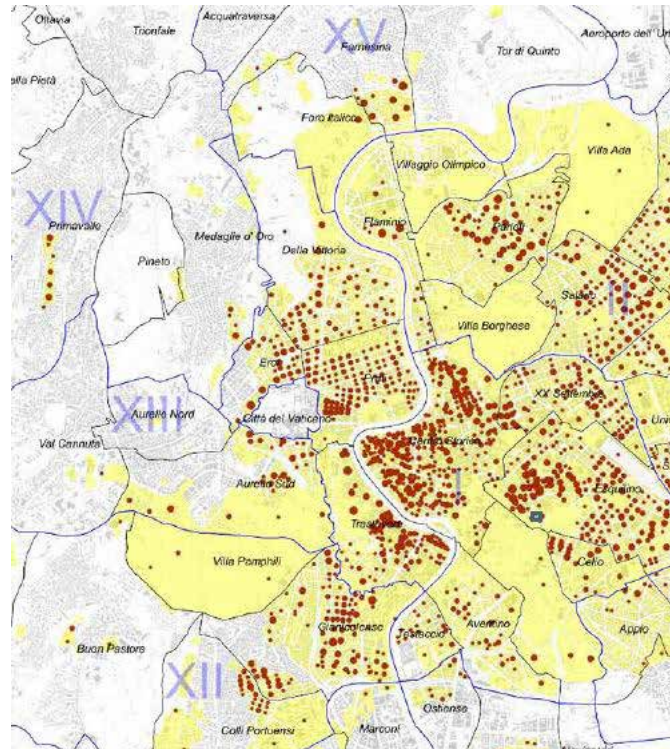 Ottavia
Trionfale
Acquatraversa
XV
Farnesina
Tor di Quinto
Aeroporto dell' Ur
alla Pietà
Foro Italico
Villaggio Olimpico
Villa Ada
XIV
Primavalle
Medaglie d' Oro
Flaminio
Parioli
Pineto
Della Vittoria
Salario
II
Villa Borghese
Eroi
Prati
XX Settembre
XIII
Aurelio Nord
Città del Vaticano
Val Cannuta
Centro Storico
Univ
Aurelio Sud
I
Esquilino
Trastevere
Villa Pamphili
Celio
Gianicolense
Testaccio
Aventino
Appio
Buon Pastore
XII
Colli Portuensi
Marconi
Ostiense